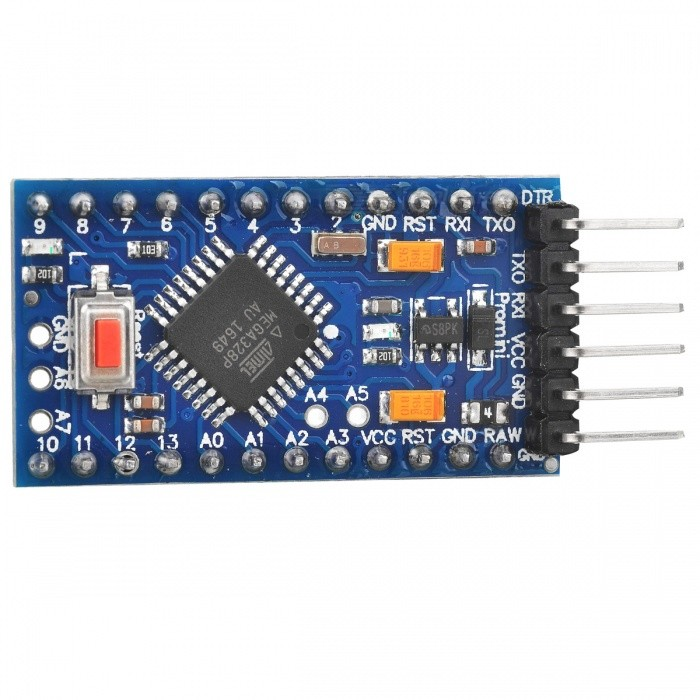 DTR
9 8 7 6 5 4 3 2 GND RST RXI TXO
L
103
A B
201
Reset
ATMEL
MEGA328P
AU 1649
S8PK
201
4
Promini
TXO
RXI
VCC
GND
GND
A6
A7
A4 A5
10 11 12 13 A0 A1 A2 A3 VCC RST GND RAW